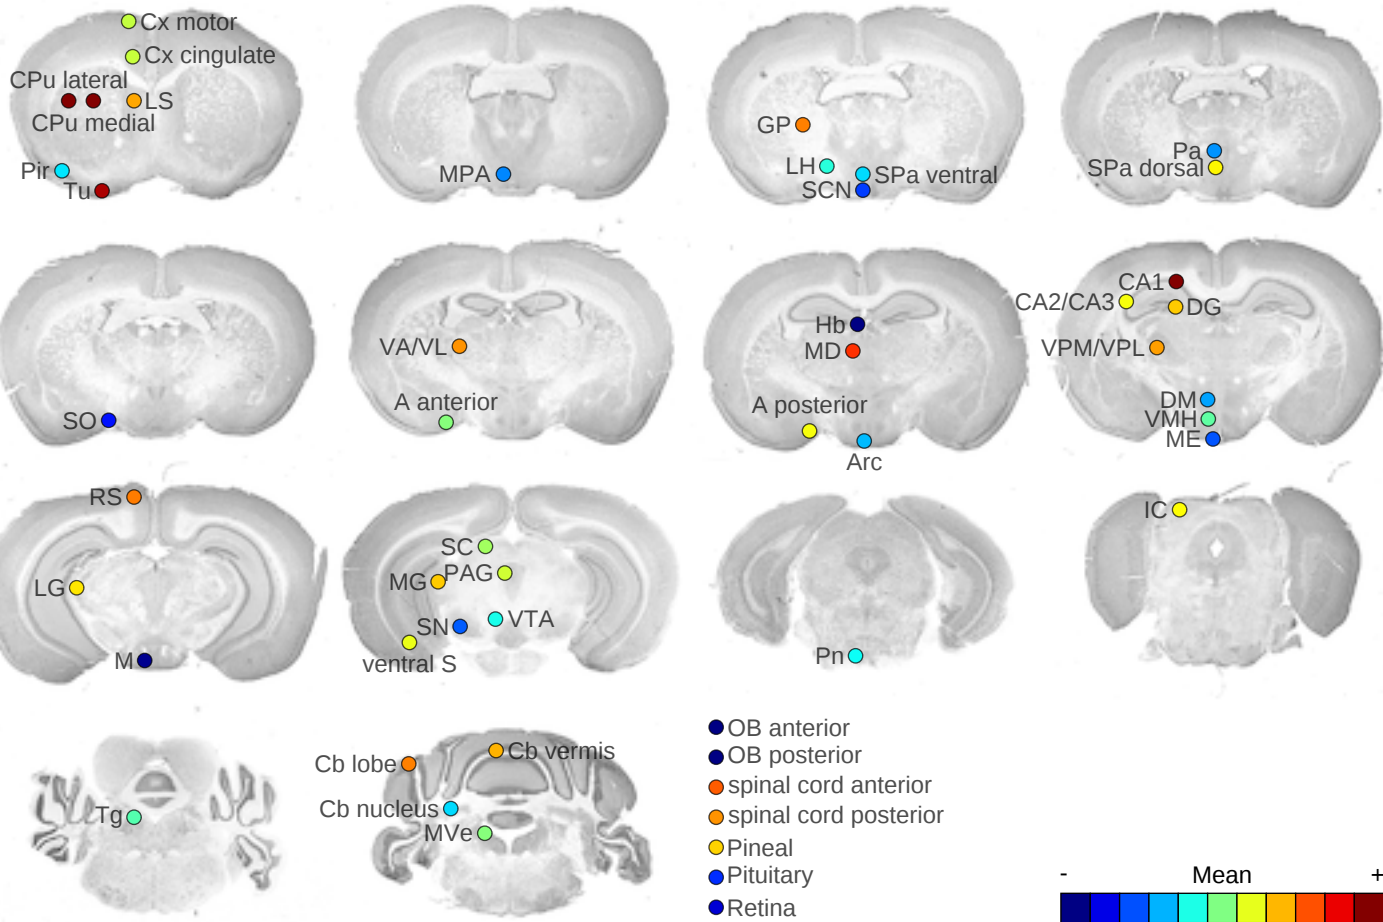 Cx motor
Cx cingulate
CPu lateral
LS
CPu medial
Pir
Tu
MPA
GP
LH
SPa ventral
SCN
Pa
SPa dorsal
SO
VA/VL
A anterior
Hb
MD
A posterior
Arc
CA1
CA2/CA3
DG
VPM/VPL
DM
VMH
ME
RS
LG
M
SC
PAG
MG
VTA
SN
ventral S
Pn
IC
Tg
Cb vermis
Cb lobe
Cb nucleus
MVe
OB anterior
OB posterior
spinal cord anterior
spinal cord posterior
Pineal
Pituitary
Retina
- Mean +